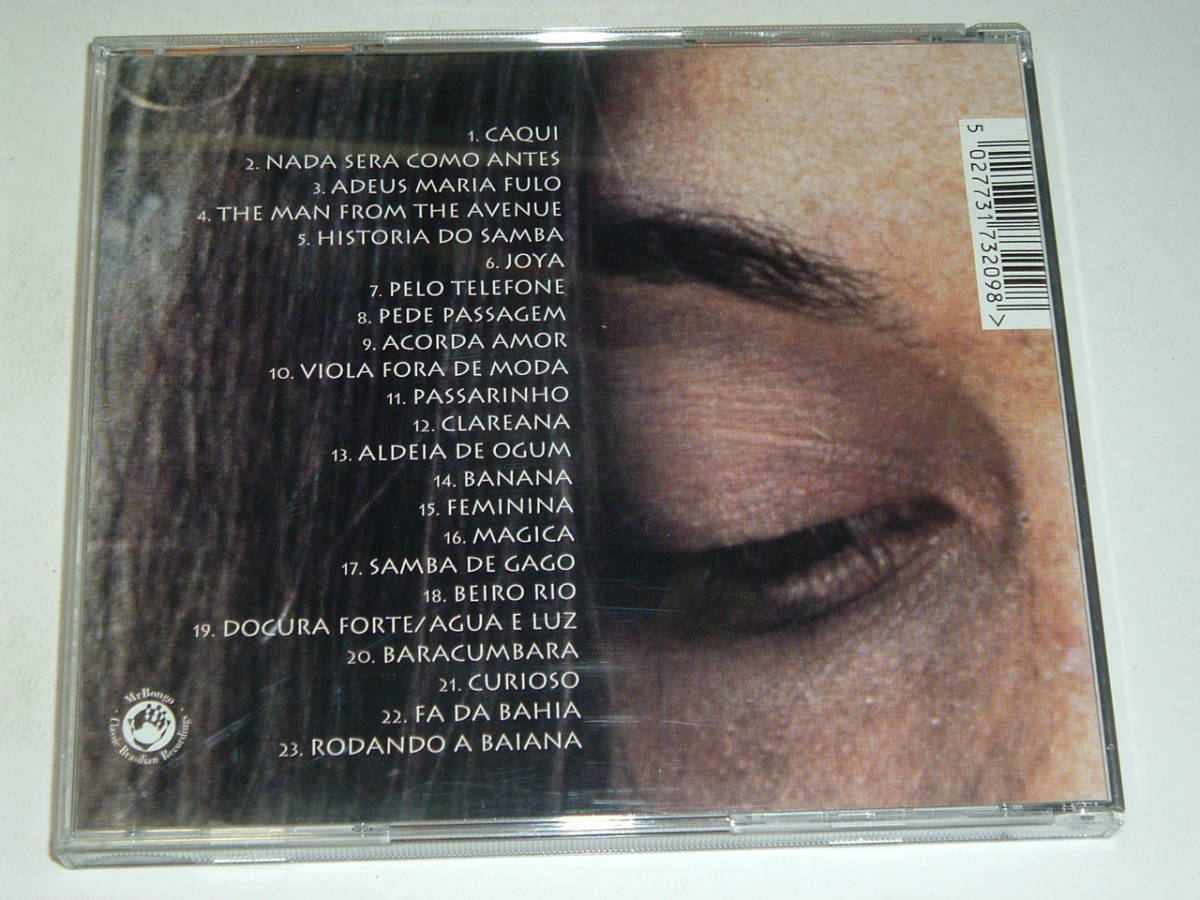 1. CAQUI
2. NADA SERA COMO ANTES
3. ADEUS MARIA FULO
4. THE MAN FROM THE AVENUE
5. HISTORIA DO SAMBA
6. JOYA
7. PELO TELEFONE
8. PEDE PASSAGEM
9. ACORDA AMOR
10. VIOLA FORA DE MODA
11. PASSARINHO
12. CLAREANA
13. ALDEIA DE OGUM
14. BANANA
15. FEMININA
16. MAGICA
17. SAMBA DE GAGO
18. BEIRO RIO
19. DOCURA FORTE/AGUA E LUZ
20. BARACUMBARA
21. CURIOSO
22. FA DA BAHIA
23. RODANDO A BAIANA
MrBongo
Classic Brasilian Recordings
5 027731 732098 >